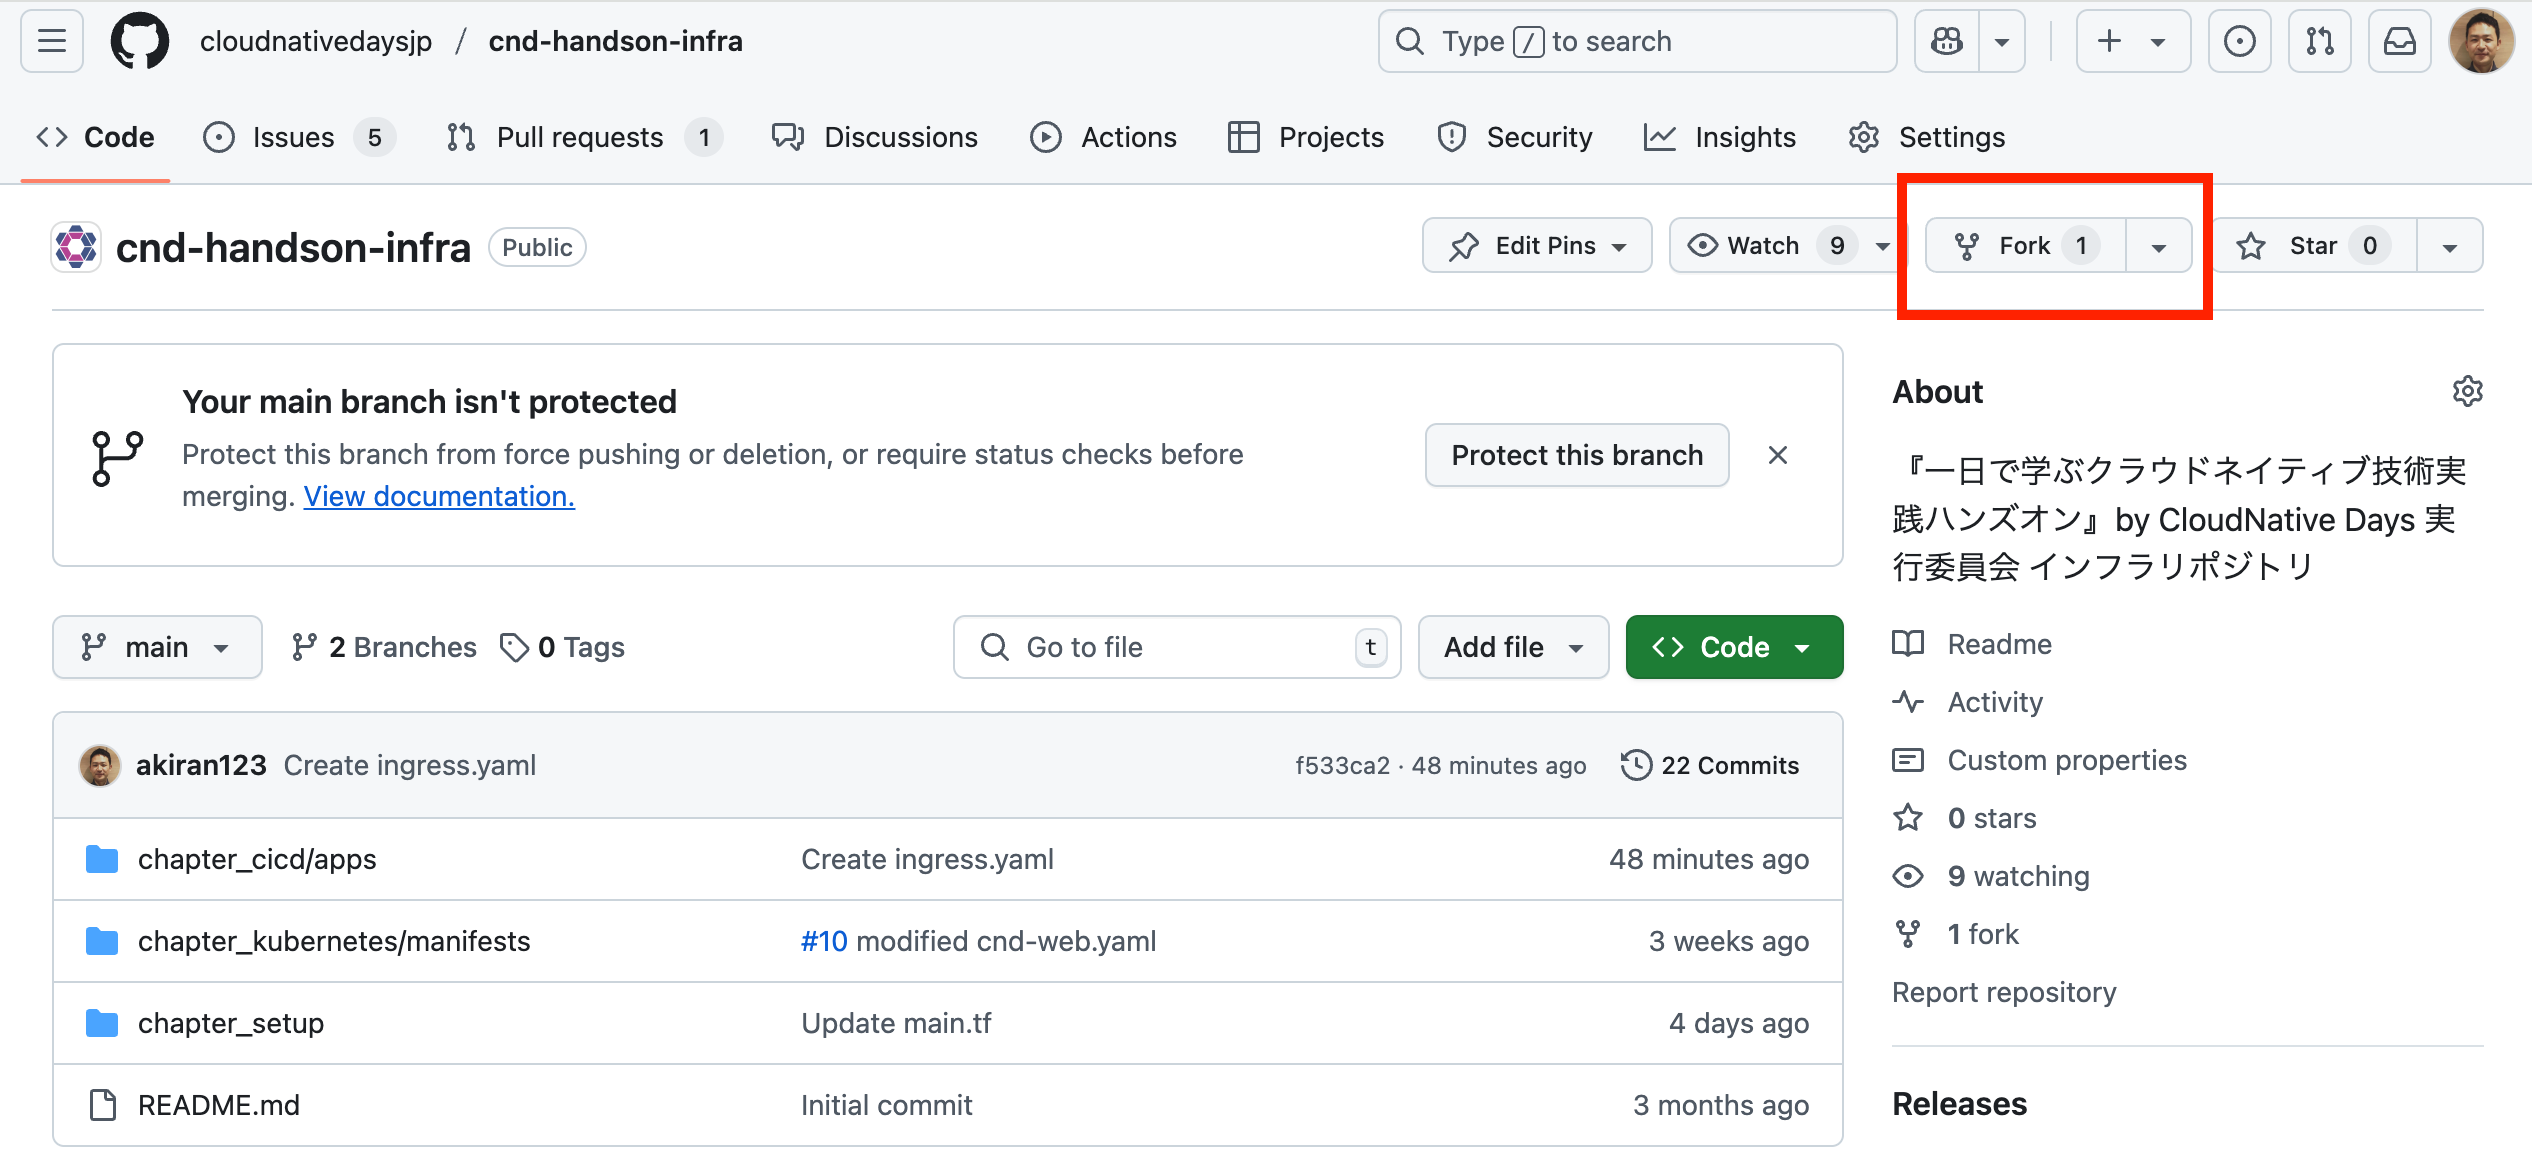 cloudnativedaysjp / cnd-handson-infra
Type / to search
Code
Issues 5
Pull requests 1
Discussions
Actions
Projects
Security
Insights
Settings
cnd-handson-infra Public
Edit Pins
Watch 9
Fork 1
Star 0
Your main branch isn't protected
Protect this branch from force pushing or deletion, or require status checks before
merging. View documentation.
Protect this branch
main
2 Branches
0 Tags
Go to file t
Add file
Code
akiran123 Create ingress.yaml f533ca2 · 48 minutes ago 22 Commits
chapter_cicd/apps Create ingress.yaml 48 minutes ago
chapter_kubernetes/manifests #10 modified cnd-web.yaml 3 weeks ago
chapter_setup Update main.tf 4 days ago
README.md Initial commit 3 months ago
About
『一日で学ぶクラウドネイティブ技術実
践ハンズオン』by CloudNative Days 実
行委員会 インフラリポジトリ
Readme
Activity
Custom properties
0 stars
9 watching
1 fork
Report repository
Releases